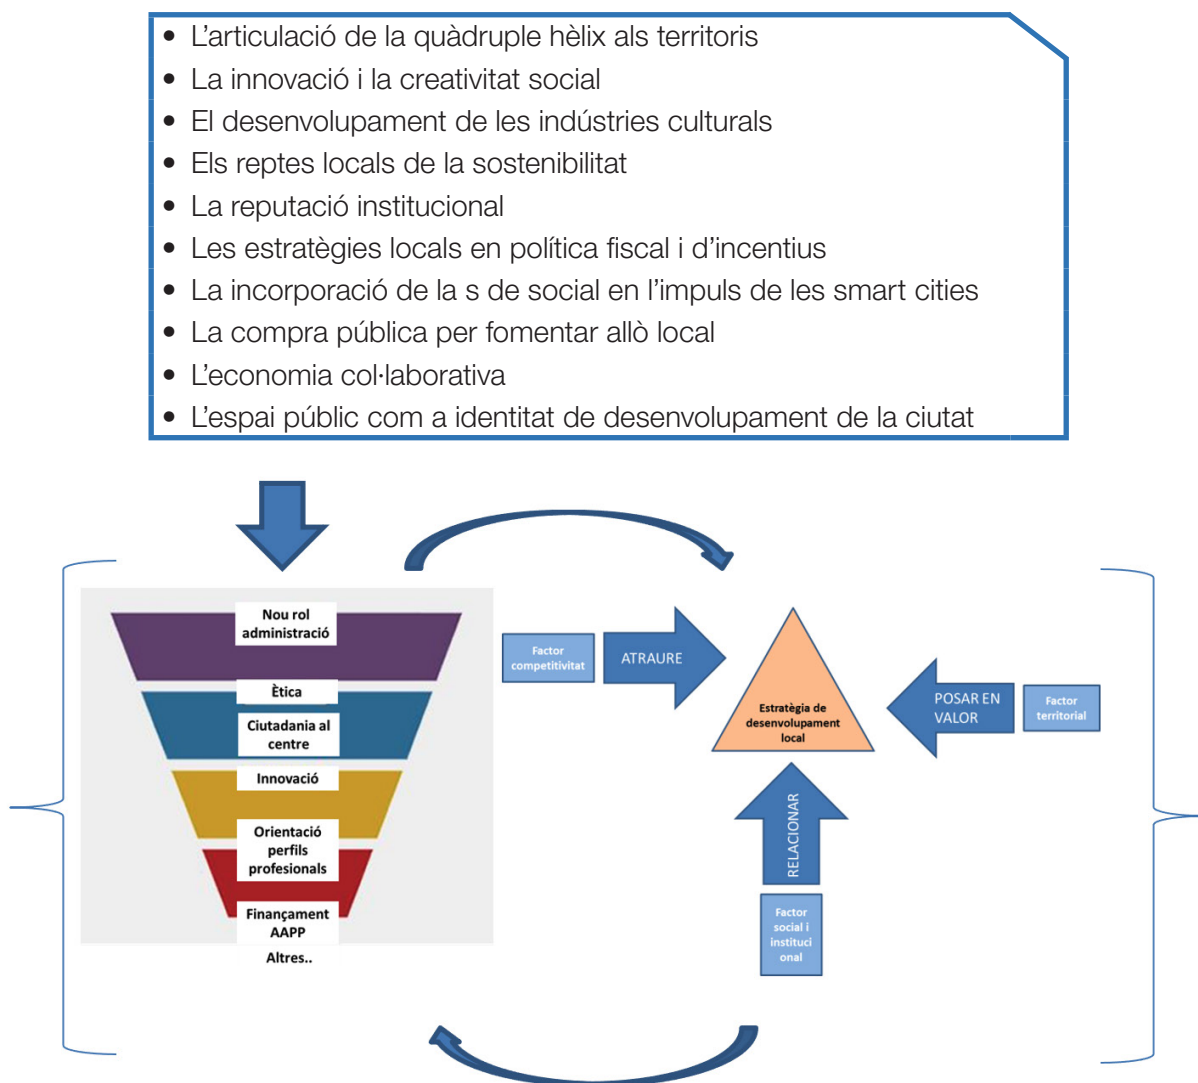 • L’articulació de la quàdruple hèlix als territoris
• La innovació i la creativitat social
• El desenvolupament de les indústries culturals
• Els reptes locals de la sostenibilitat
• La reputació institucional
• Les estratègies locals en política fiscal i d’incentius
• La incorporació de la s de social en l’impuls de les smart cities
• La compra pública per fomentar allò local
• L’economia col·laborativa
• L’espai públic com a identitat de desenvolupament de la ciutat
Nou rol
administració
Ètica
Ciutadania al
centre
Innovació
Orientació
perfils
profesionals
Finançament
AAPP
Altres..
Factor
competitivitat
ATRAURE
Estratègia de
desenvolupament
local
POSAR EN
VALOR
Factor
territorial
RELACIONAR
Factor
social i
instituci
onal